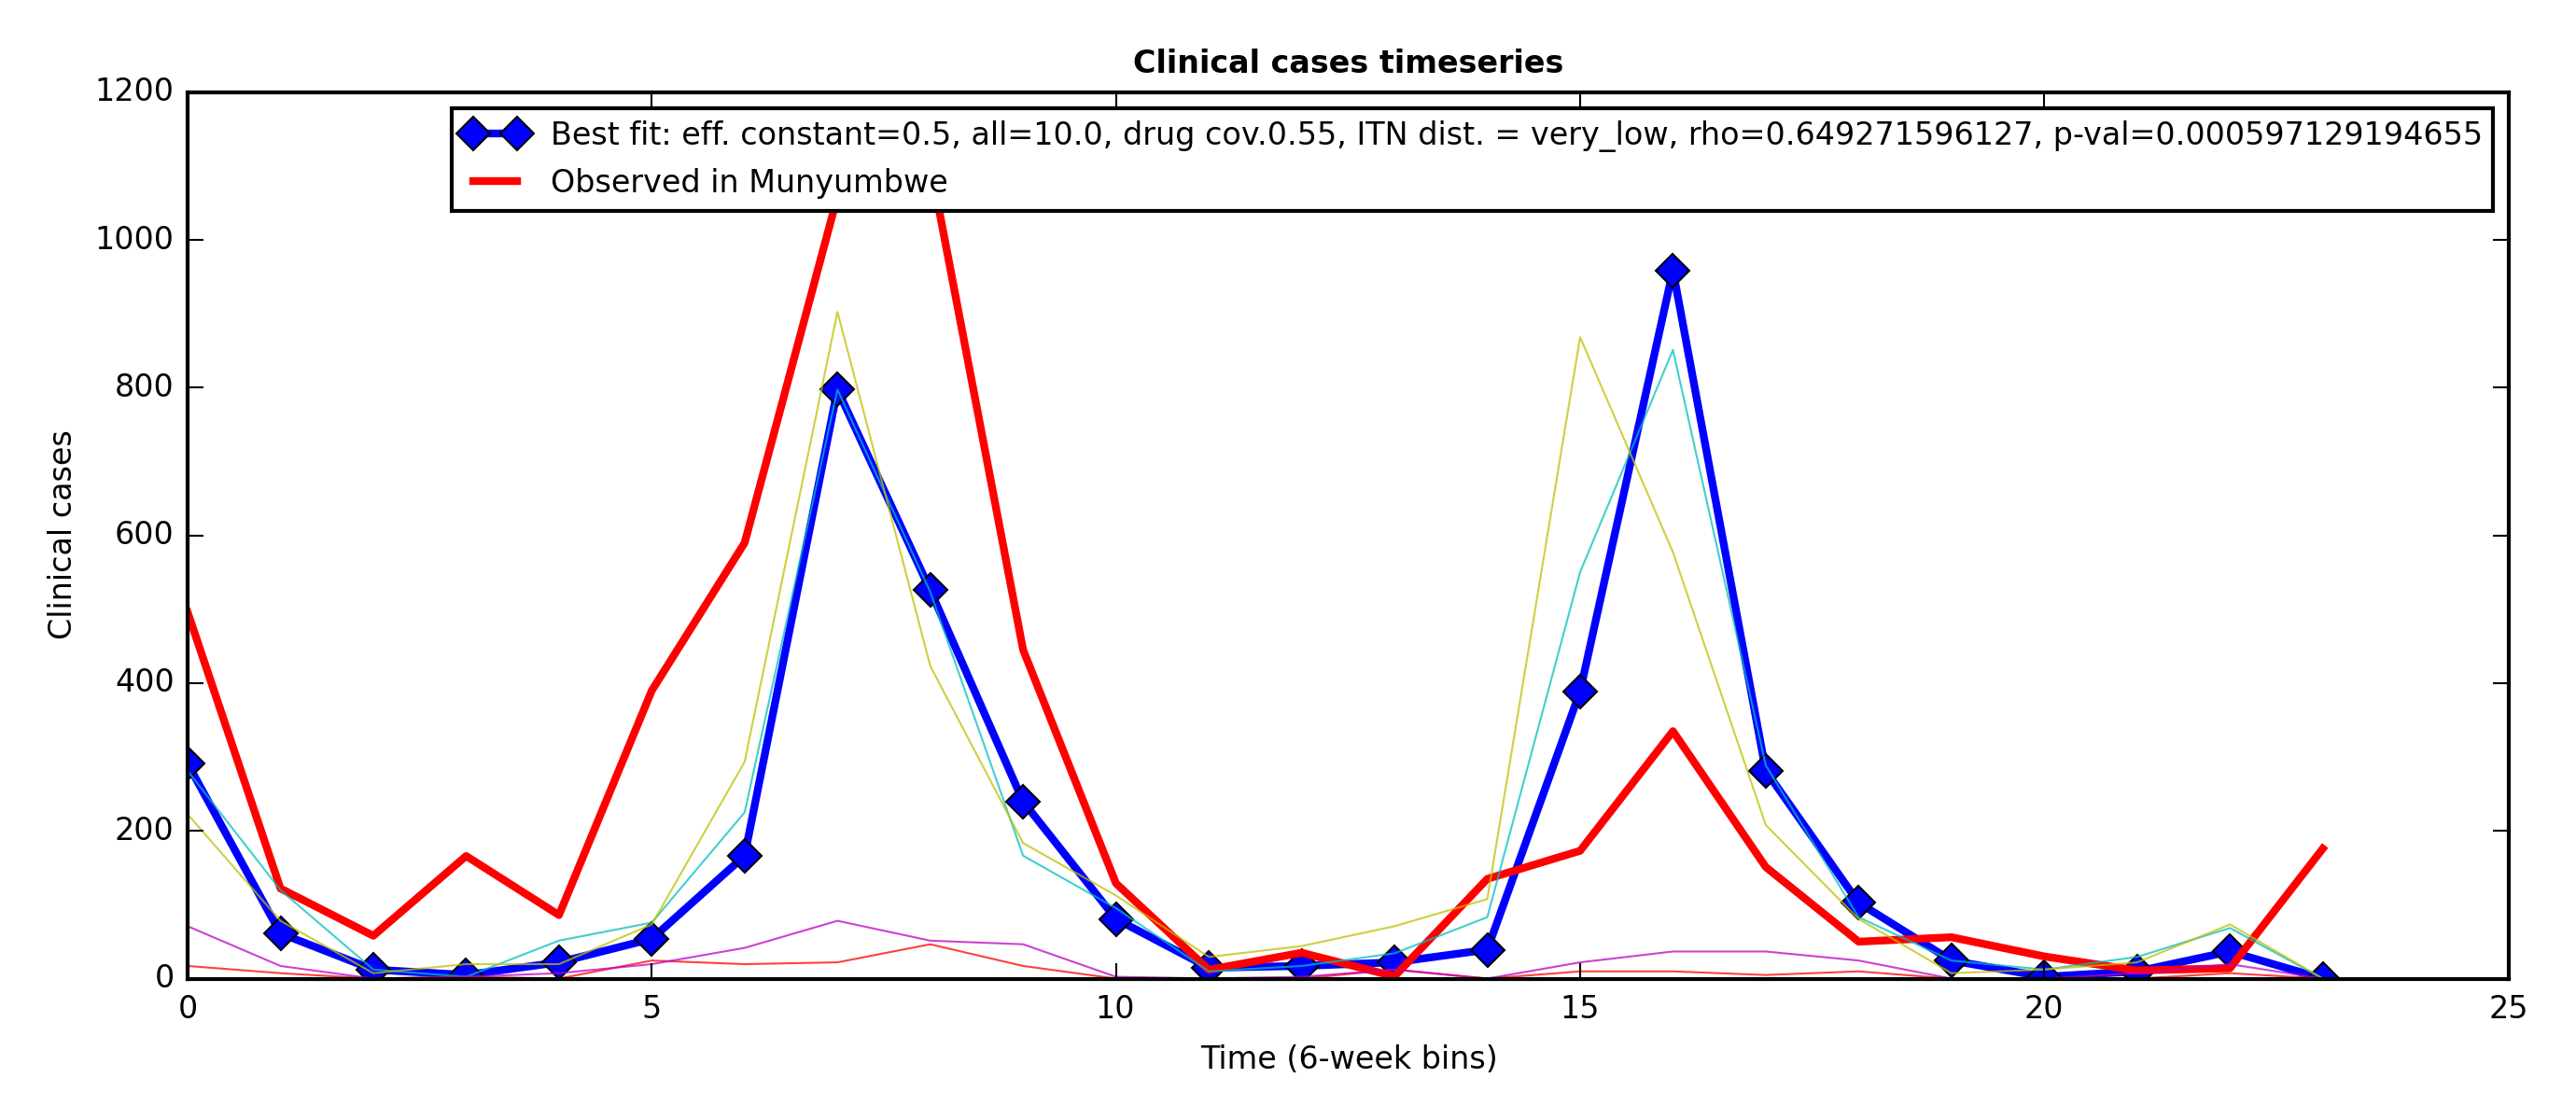 Clinical cases timeseries
Best fit: eff. constant=0.5, all=10.0, drug cov.0.55, ITN dist. = very_low, rho=0.649271596127, p-val=0.000597129194655
Observed in Munyumbwe
1200
1000
800
600
400
200
0
Clinical cases
0 5 10 15 20 25
Time (6-week bins)